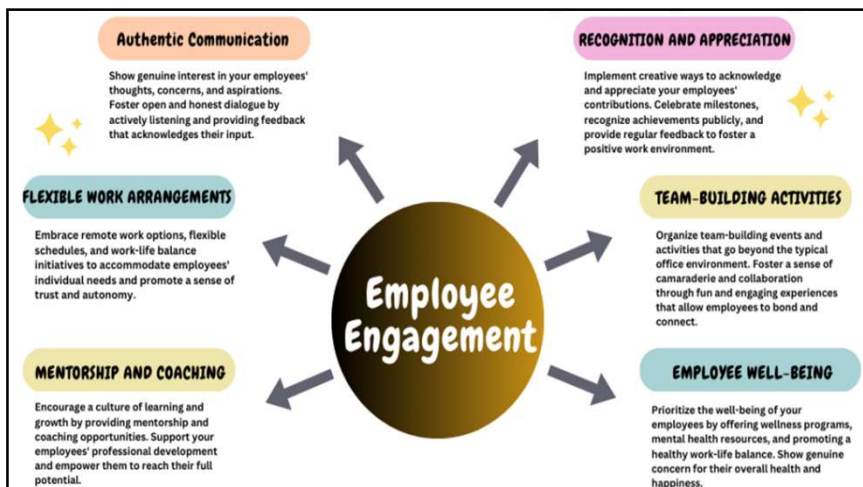 Authentic Communication
Show genuine interest in your employees'
thoughts, concerns, and aspirations.
Foster open and honest dialogue by
actively listening and providing feedback
that acknowledges their input.
RECOGNITION AND APPRECIATION
Implement creative ways to acknowledge
and appreciate your employees'
contributions. Celebrate milestones,
recognize achievements publicly, and
provide regular feedback to foster a
positive work environment.
FLEXIBLE WORK ARRANGEMENTS
Embrace remote work options, flexible
schedules, and work-life balance
initiatives to accommodate employees'
individual needs and promote a sense of
trust and autonomy.
TEAM-BUILDING ACTIVITIES
Organize team-building events and
activities that go beyond the typical
office environment. Foster a sense of
camaraderie and collaboration
through fun and engaging experiences
that allow employees to bond and
connect.
Employee
Engagement
MENTORSHIP AND COACHING
Encourage a culture of learning and
growth by providing mentorship and
coaching opportunities. Support your
employees' professional development
and empower them to reach their full
potential.
EMPLOYEE WELL-BEING
Prioritize the well-being of your
employees by offering wellness programs,
mental health resources, and promoting a
healthy work-life balance. Show genuine
concern for their overall health and
happiness.